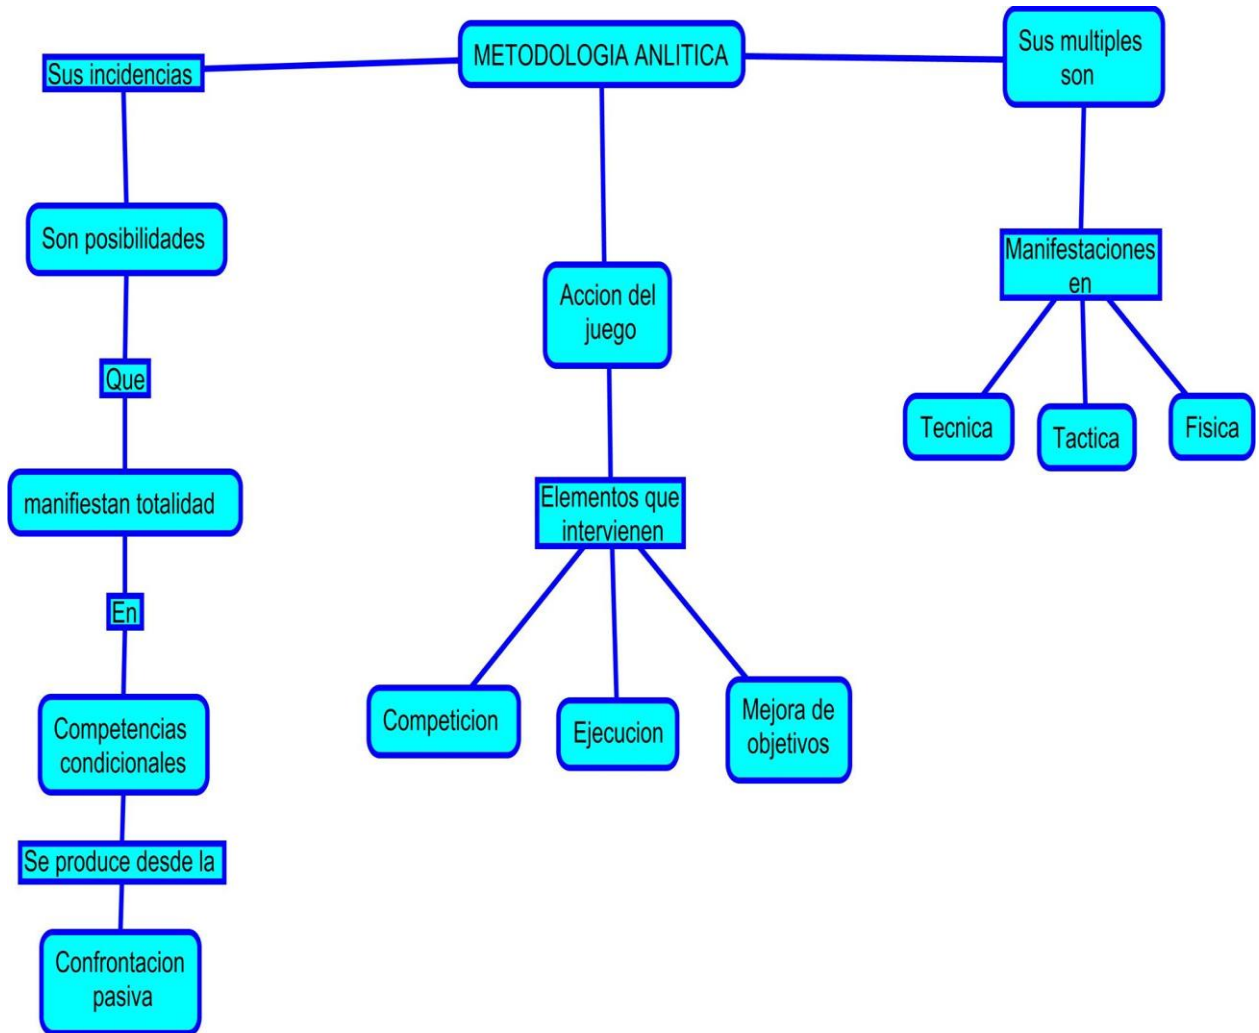 METODOLOGIA ANLITICA
Sus incidencias
Sus multiples
son
Son posibilidades
Accion del
juego
Manifestaciones
en
Que
Tecnica
Tactica
Fisica
manifiestan totalidad
Elementos que
intervienen
En
Competicion
Ejecucion
Mejora de
objetivos
Competencias
condicionales
Se produce desde la
Confrontacion
pasiva